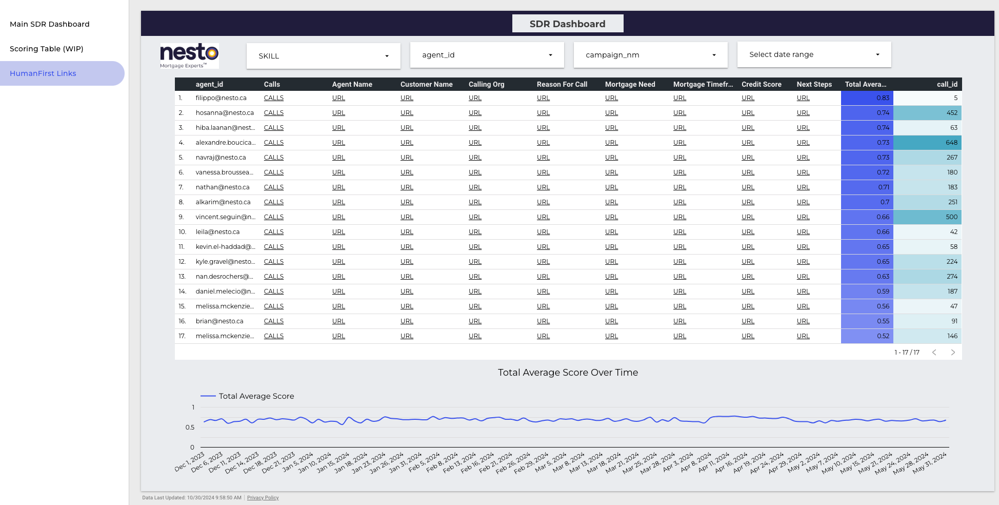 Main SDR Dashboard
Scoring Table (WIP)
HumanFirst Links
SDR Dashboard
nesto
Mortgage Experts™
SKILL
agent_id
campaign_nm
Select date range
agent_id Calls Agent Name Customer Name Calling Org Reason For Call Mortgage Need Mortgage Timefr... Credit Score Next Steps Total Avera... call_id
1. filippo@nesto.ca CALLS URL URL URL URL URL URL URL URL 0.83 5
2. hosanna@nesto.ca CALLS URL URL URL URL URL URL URL URL 0.74 452
3. hiba.laanan@nest... CALLS URL URL URL URL URL URL URL URL 0.74 63
4. alexandre.boucica... CALLS URL URL URL URL URL URL URL URL 0.73 648
5. navraj@nesto.ca CALLS URL URL URL URL URL URL URL URL 0.73 267
6. vanessa.broussea... CALLS URL URL URL URL URL URL URL URL 0.72 180
7. nathan@nesto.ca CALLS URL URL URL URL URL URL URL URL 0.71 183
8. alkarim@nesto.ca CALLS URL URL URL URL URL URL URL URL 0.7 251
9. vincent.seguin@n... CALLS URL URL URL URL URL URL URL URL 0.66 500
10. leila@nesto.ca CALLS URL URL URL URL URL URL URL URL 0.66 42
11. kevin.el-haddad@... CALLS URL URL URL URL URL URL URL URL 0.65 58
12. kyle.gravel@nesto... CALLS URL URL URL URL URL URL URL URL 0.65 224
13. nan.desrochers@... CALLS URL URL URL URL URL URL URL URL 0.63 274
14. daniel.melecio@n... CALLS URL URL URL URL URL URL URL URL 0.59 187
15. melissa.mckenzie... CALLS URL URL URL URL URL URL URL URL 0.56 47
16. brian@nesto.ca CALLS URL URL URL URL URL URL URL URL 0.55 91
17. melissa.mckenzie... CALLS URL URL URL URL URL URL URL URL 0.52 146
1 - 17 / 17
Total Average Score Over Time
Total Average Score
1
0.5
0
Dec 1, 2023 Dec 6, 2023 Dec 11, 2023 Dec 14, 2023 Dec 18, 2023 Dec 21, 2023 Jan 5, 2024 Jan 10, 2024 Jan 15, 2024 Jan 18, 2024 Jan 23, 2024 Jan 26, 2024 Jan 31, 2024 Feb 5, 2024 Feb 8, 2024 Feb 13, 2024 Feb 16, 2024 Feb 21, 2024 Feb 26, 2024 Feb 29, 2024 Mar 5, 2024 Mar 8, 2024 Mar 13, 2024 Mar 18, 2024 Mar 21, 2024 Mar 25, 2024 Mar 28, 2024 Apr 3, 2024 Apr 8, 2024 Apr 11, 2024 Apr 16, 2024 Apr 19, 2024 Apr 24, 2024 Apr 29, 2024 May 2, 2024 May 7, 2024 May 10, 2024 May 15, 2024 May 21, 2024 May 24, 2024 May 28, 2024 May 31, 2024
Data Last Updated: 10/30/2024 9:58:50 AM Privacy Policy